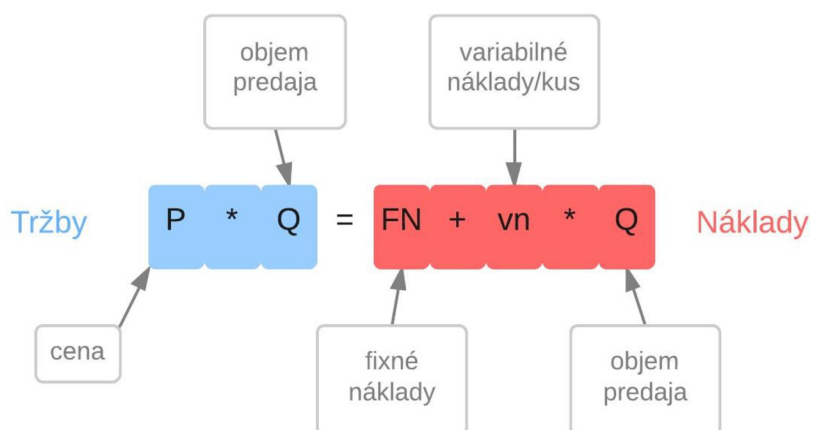 objem
predaja
variabilné
náklady/kus
Tržby P * Q = FN + vn * Q Náklady
cena
fixné
náklady
objem
predaja